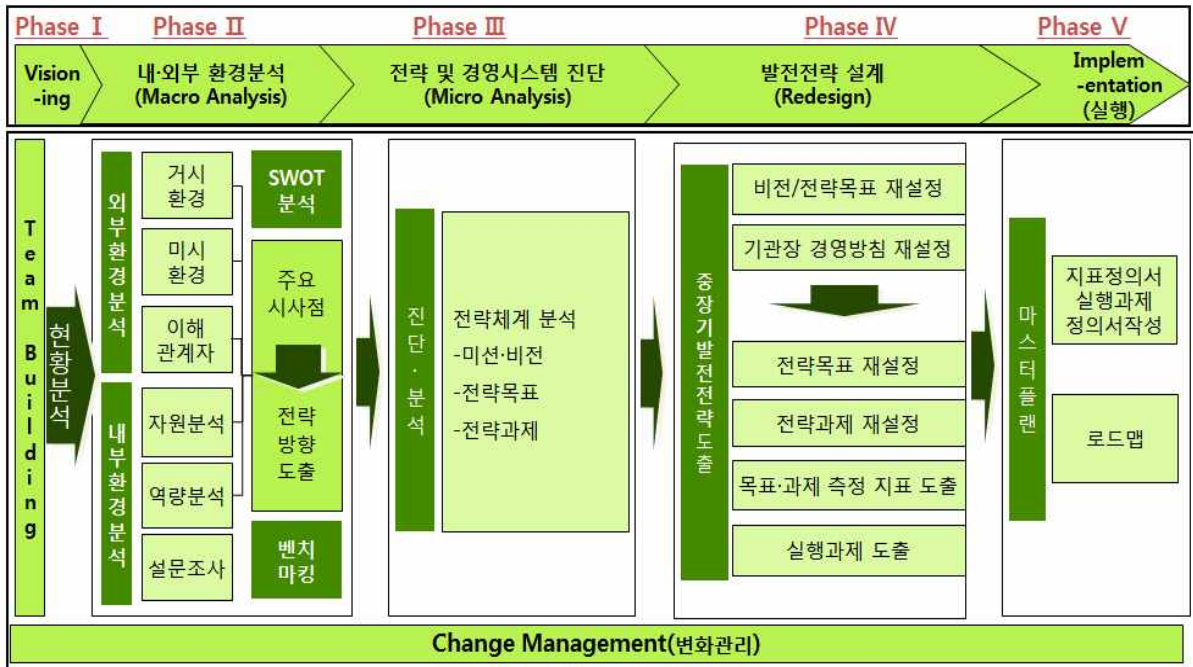 Phase Ⅰ
Phase Ⅱ
Phase Ⅲ
Phase Ⅳ
Phase Ⅴ
Vision
-ing
내·외부 환경분석
(Macro Analysis)
전략 및 경영시스템 진단
(Micro Analysis)
발전전략 설계
(Redesign)
Implem
-entation
(실행)
Team Building
현황분석
외부환경분석
거시
환경
미시
환경
이해
관계자
내부환경분석
자원분석
역량분석
설문조사
SWOT
분석
주요
시사점
전략
방향
도출
벤치
마킹
진단·분석
전략체계 분석
-미션·비전
-전략목표
-전략과제
중장기발전전략도출
비전/전략목표 재설정
기관장 경영방침 재설정
전략목표 재설정
전략과제 재설정
목표·과제 측정 지표 도출
실행과제 도출
마스터플랜
지표정의서
실행과제
정의서작성
로드맵
Change Management(변화관리)